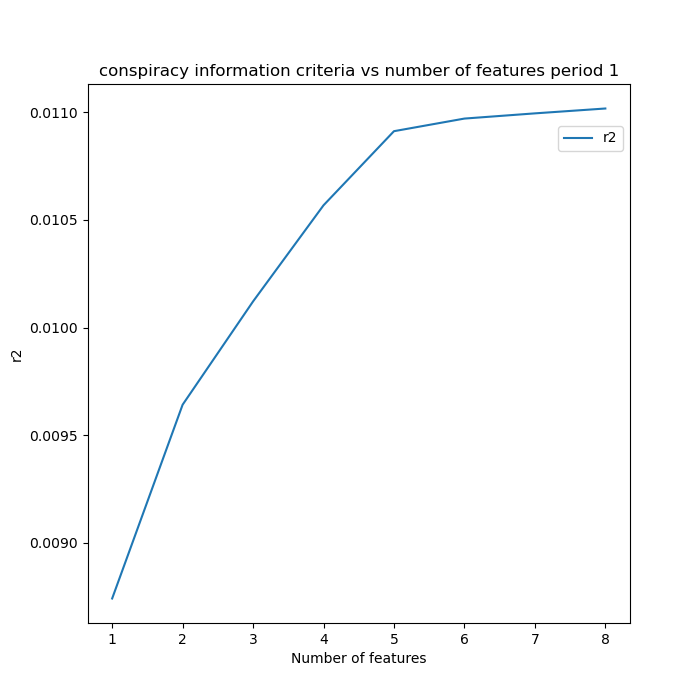 conspiracy information criteria vs number of features period 1
0.0110
r2
0.0105
0.0100
r2
0.0095
0.0090
1 2 3 4 5 6 7 8
Number of features